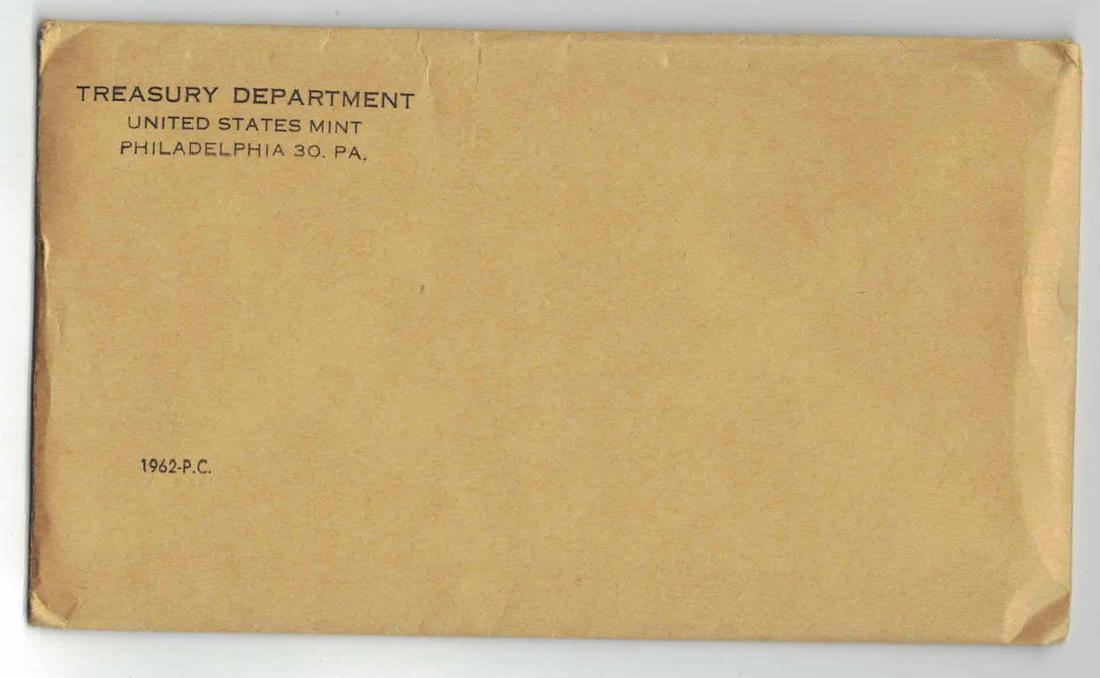 TREASURY DEPARTMENT
UNITED STATES MINT
PHILADELPHIA 30. PA.
1962-P.C.